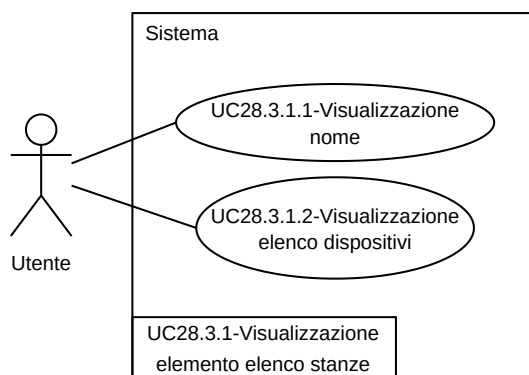 Sistema
UC28.3.1.1-Visualizzazione
nome
UC28.3.1.2-Visualizzazione
elenco dispositivi
Utente
UC28.3.1-Visualizzazione
elemento elenco stanze